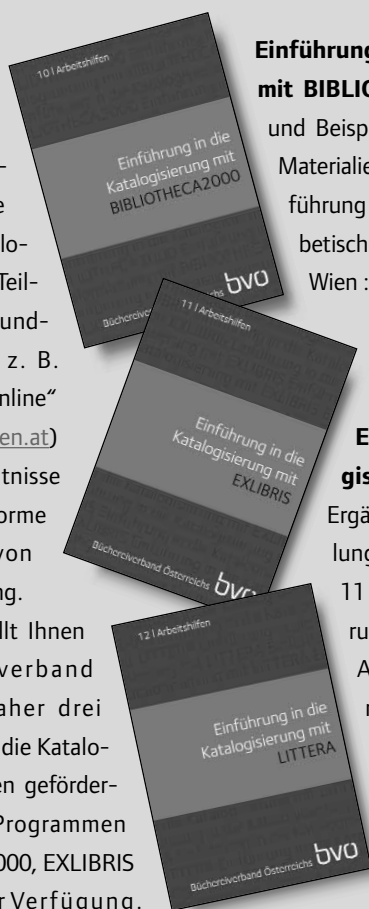 -
e
lo-
Teil-
und-
z. B.
nline“
en.at)
tnisse
orme
von
ng.
llt Ihnen
verband
aher drei
die Katalo-
en geförder-
Programmen
000, EXLIBRIS
r Verfügung.
10 | Arbeitshilfen
Einführung in die
Katalogisierung mit
BIBLIOTHECA2000
bvö
11 | Arbeitshilfen
Einführung in die
Katalogisierung mit
EXLIBRIS
Büchereiverband Österreichs bvö
12 | Arbeitshilfen
Einführung in die
Katalogisierung mit
LITTERA
Büchereiverband Österreichs bvö
Einführung
mit BIBLIO
und Beisp
Materialie
führung
betisch
Wien :
E
gis
Ergä
lung
11
ru
A